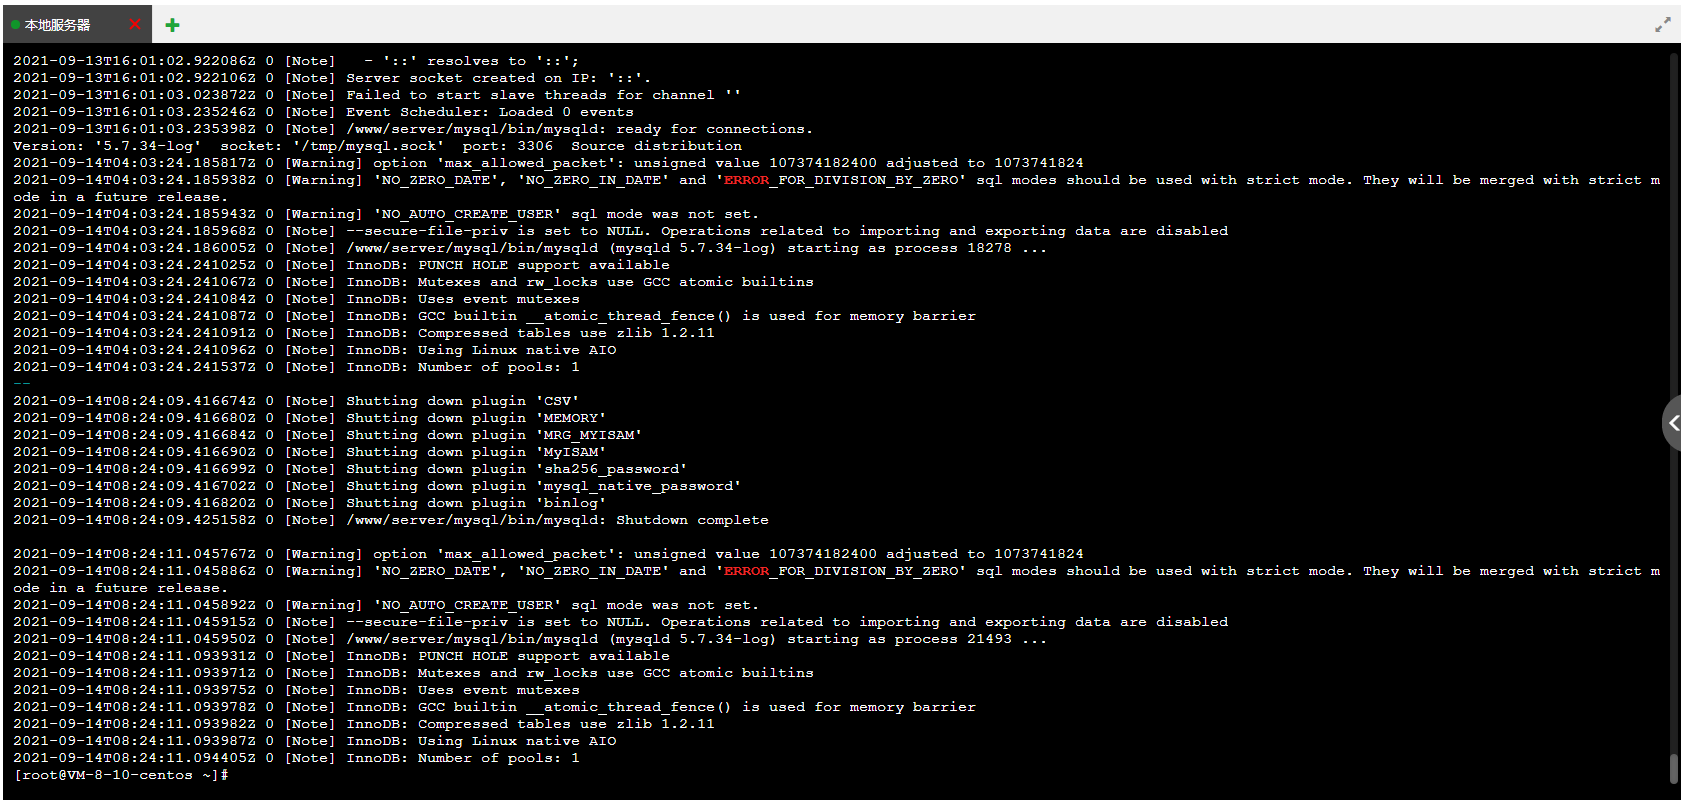 本地服务器
2021-09-13T16:01:02.922086Z 0 [Note]   - '::' resolves to '::';
2021-09-13T16:01:02.922106Z 0 [Note] Server socket created on IP: '::'.
2021-09-13T16:01:03.023872Z 0 [Note] Failed to start slave threads for channel ''
2021-09-13T16:01:03.235246Z 0 [Note] Event Scheduler: Loaded 0 events
2021-09-13T16:01:03.235398Z 0 [Note] /www/server/mysql/bin/mysqld: ready for connections.
Version: '5.7.34-log'  socket: '/tmp/mysql.sock'  port: 3306  Source distribution
2021-09-14T04:03:24.185817Z 0 [Warning] option 'max_allowed_packet': unsigned value 107374182400 adjusted to 1073741824
2021-09-14T04:03:24.185938Z 0 [Warning] 'NO_ZERO_DATE', 'NO_ZERO_IN_DATE' and 'ERROR_FOR_DIVISION_BY_ZERO' sql modes should be used with strict mode. They will be merged with strict m
ode in a future release.
2021-09-14T04:03:24.185943Z 0 [Warning] 'NO_AUTO_CREATE_USER' sql mode was not set.
2021-09-14T04:03:24.185968Z 0 [Note] --secure-file-priv is set to NULL. Operations related to importing and exporting data are disabled
2021-09-14T04:03:24.186005Z 0 [Note] /www/server/mysql/bin/mysqld (mysqld 5.7.34-log) starting as process 18278 ...
2021-09-14T04:03:24.241025Z 0 [Note] InnoDB: PUNCH HOLE support available
2021-09-14T04:03:24.241067Z 0 [Note] InnoDB: Mutexes and rw_locks use GCC atomic builtins
2021-09-14T04:03:24.241084Z 0 [Note] InnoDB: Uses event mutexes
2021-09-14T04:03:24.241087Z 0 [Note] InnoDB: GCC builtin __atomic_thread_fence() is used for memory barrier
2021-09-14T04:03:24.241091Z 0 [Note] InnoDB: Compressed tables use zlib 1.2.11
2021-09-14T04:03:24.241096Z 0 [Note] InnoDB: Using Linux native AIO
2021-09-14T04:03:24.241537Z 0 [Note] InnoDB: Number of pools: 1
--
2021-09-14T08:24:09.416674Z 0 [Note] Shutting down plugin 'CSV'
2021-09-14T08:24:09.416680Z 0 [Note] Shutting down plugin 'MEMORY'
2021-09-14T08:24:09.416684Z 0 [Note] Shutting down plugin 'MRG_MYISAM'
2021-09-14T08:24:09.416690Z 0 [Note] Shutting down plugin 'MyISAM'
2021-09-14T08:24:09.416699Z 0 [Note] Shutting down plugin 'sha256_password'
2021-09-14T08:24:09.416702Z 0 [Note] Shutting down plugin 'mysql_native_password'
2021-09-14T08:24:09.416820Z 0 [Note] Shutting down plugin 'binlog'
2021-09-14T08:24:09.425158Z 0 [Note] /www/server/mysql/bin/mysqld: Shutdown complete
2021-09-14T08:24:11.045767Z 0 [Warning] option 'max_allowed_packet': unsigned value 107374182400 adjusted to 1073741824
2021-09-14T08:24:11.045886Z 0 [Warning] 'NO_ZERO_DATE', 'NO_ZERO_IN_DATE' and 'ERROR_FOR_DIVISION_BY_ZERO' sql modes should be used with strict mode. They will be merged with strict m
ode in a future release.
2021-09-14T08:24:11.045892Z 0 [Warning] 'NO_AUTO_CREATE_USER' sql mode was not set.
2021-09-14T08:24:11.045915Z 0 [Note] --secure-file-priv is set to NULL. Operations related to importing and exporting data are disabled
2021-09-14T08:24:11.045950Z 0 [Note] /www/server/mysql/bin/mysqld (mysqld 5.7.34-log) starting as process 21493 ...
2021-09-14T08:24:11.093931Z 0 [Note] InnoDB: PUNCH HOLE support available
2021-09-14T08:24:11.093971Z 0 [Note] InnoDB: Mutexes and rw_locks use GCC atomic builtins
2021-09-14T08:24:11.093975Z 0 [Note] InnoDB: Uses event mutexes
2021-09-14T08:24:11.093978Z 0 [Note] InnoDB: GCC builtin __atomic_thread_fence() is used for memory barrier
2021-09-14T08:24:11.093982Z 0 [Note] InnoDB: Compressed tables use zlib 1.2.11
2021-09-14T08:24:11.093987Z 0 [Note] InnoDB: Using Linux native AIO
2021-09-14T08:24:11.094405Z 0 [Note] InnoDB: Number of pools: 1
[root@VM-8-10-centos ~]#